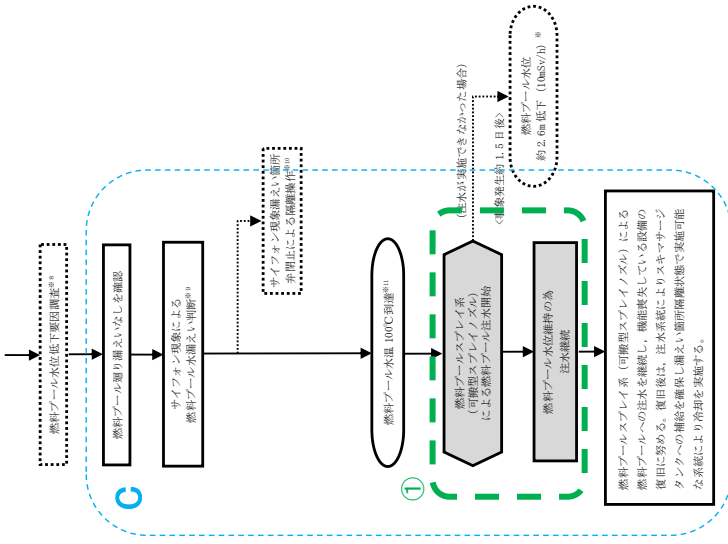 燃料プール水位低下要因調査※8
燃料プール廻り漏えいなしを確認
C
サイフォン現象による
燃料プール水漏えい判断※9
サイフォン現象漏えい箇所
弁閉止による隔離操作※10
燃料プール水温 100℃到達※11
①
燃料プールスプレイ系
(可搬型スプレイノズル)
による燃料プール注水開始
(注水が実施できなかった場合)
<事象発生約 1.5 日後>
燃料プール水位
約 2.6m 低下 (10mSv/h) ※
燃料プール水位維持の為
注水継続
燃料プールスプレイ系 (可搬型スプレイノズル) による
燃料プールへの注水を継続し，機能喪失している設備の
復旧に努める。復旧後は，注水系統によりスキマサージ
タンクへの補給を確保し漏えい箇所隔離状態で実施可能
な系統により冷却を実施する。